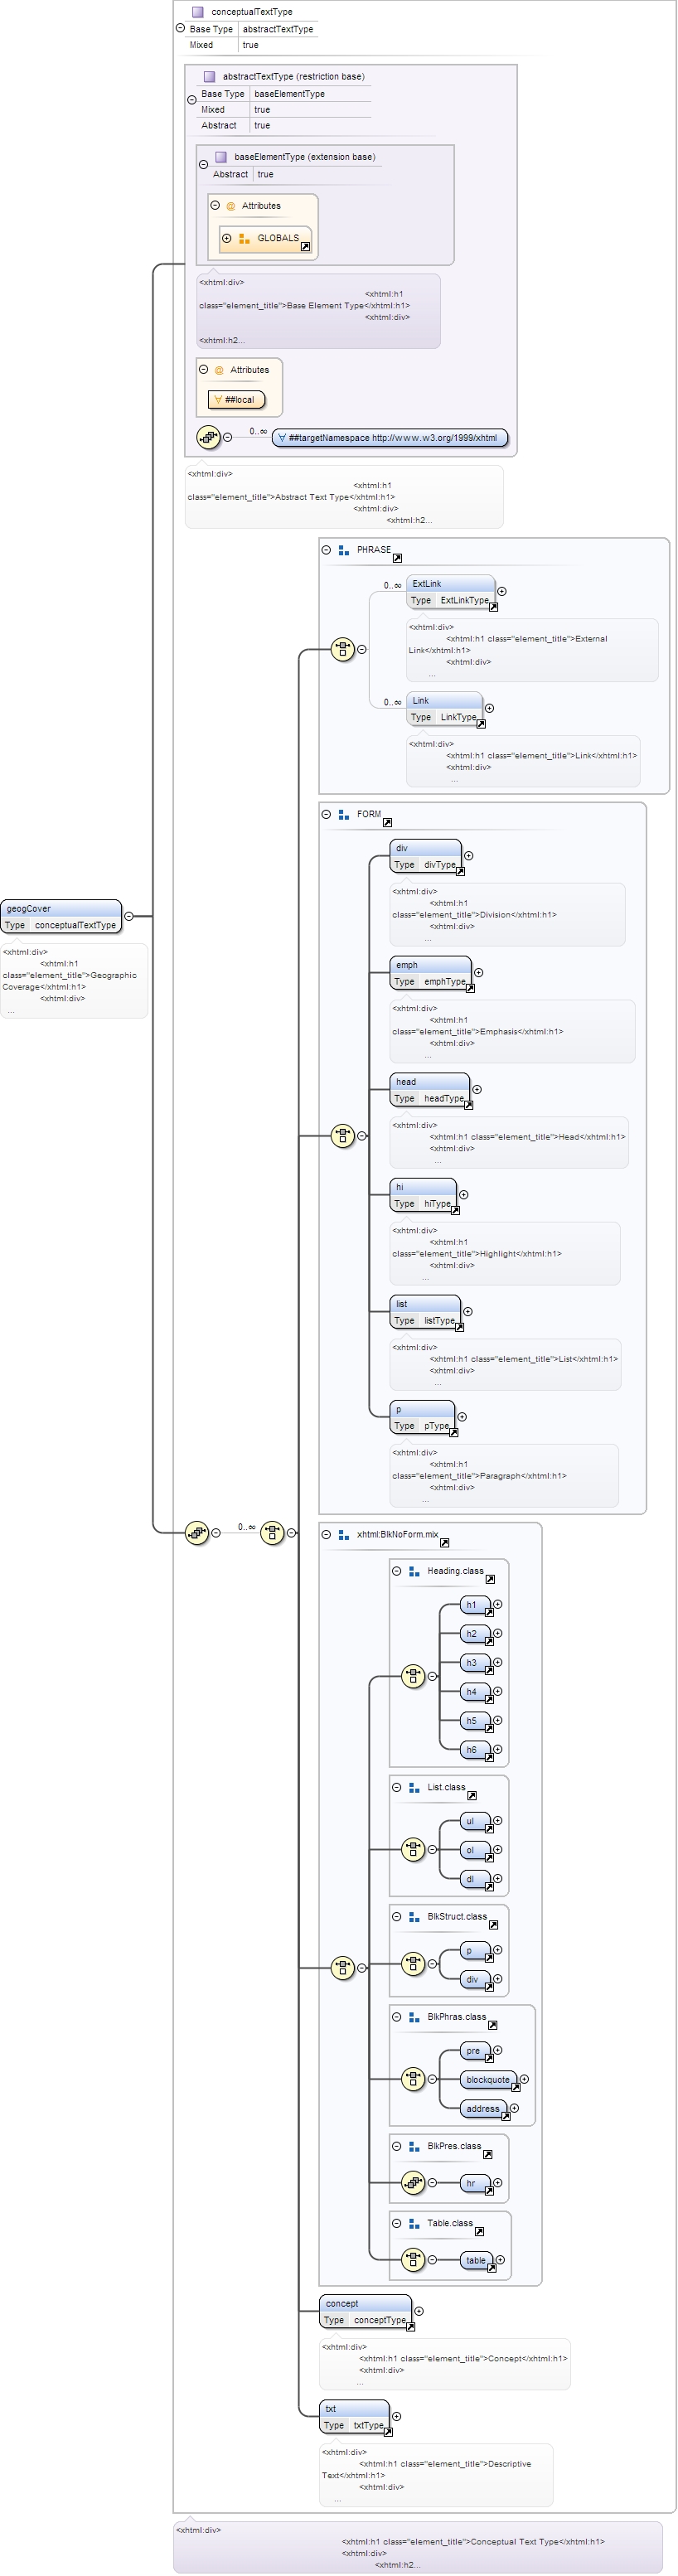 conceptualTextType
Base Type abstractTextType
Mixed true
abstractTextType (restriction base)
Base Type baseElementType
Mixed true
Abstract true
baseElementType (extension base)
Abstract true
@ Attributes
GLOBALS
<xhtml:div>
<xhtml:h1
class="element_title">Base Element Type</xhtml:h1>
<xhtml:div>
<xhtml:h2...
@ Attributes
∀ ##local
0..∞
∀ ##targetNamespace http://www.w3.org/1999/xhtml
<xhtml:div>
<xhtml:h1
class="element_title">Abstract Text Type</xhtml:h1>
<xhtml:div>
<xhtml:h2...
PHRASE
0..∞
ExtLink
Type ExtLinkType
<xhtml:div>
<xhtml:h1 class="element_title">External
Link</xhtml:h1>
<xhtml:div>
...
0..∞
Link
Type LinkType
<xhtml:div>
<xhtml:h1 class="element_title">Link</xhtml:h1>
<xhtml:div>
...
FORM
div
Type divType
<xhtml:div>
<xhtml:h1
class="element_title">Division</xhtml:h1>
<xhtml:div>
...
geogCover
Type conceptualTextType
<xhtml:div>
<xhtml:h1
class="element_title">Geographic
Coverage</xhtml:h1>
<xhtml:div>
...
emph
Type emphType
<xhtml:div>
<xhtml:h1
class="element_title">Emphasis</xhtml:h1>
<xhtml:div>
...
head
Type headType
<xhtml:div>
<xhtml:h1 class="element_title">Head</xhtml:h1>
<xhtml:div>
...
hi
Type hiType
<xhtml:div>
<xhtml:h1
class="element_title">Highlight</xhtml:h1>
<xhtml:div>
...
list
Type listType
<xhtml:div>
<xhtml:h1 class="element_title">List</xhtml:h1>
<xhtml:div>
...
p
Type pType
<xhtml:div>
<xhtml:h1
class="element_title">Paragraph</xhtml:h1>
<xhtml:div>
...
0..∞
xhtml:BlkNoForm.mix
Heading.class
h1
h2
h3
h4
h5
h6
List.class
ul
ol
dl
BlkStruct.class
p
div
BlkPhras.class
pre
blockquote
address
BlkPres.class
hr
Table.class
table
concept
Type conceptType
<xhtml:div>
<xhtml:h1 class="element_title">Concept</xhtml:h1>
<xhtml:div>
...
txt
Type txtType
<xhtml:div>
<xhtml:h1 class="element_title">Descriptive
Text</xhtml:h1>
<xhtml:div>
...
<xhtml:div>
<xhtml:h1 class="element_title">Conceptual Text Type</xhtml:h1>
<xhtml:div>
<xhtml:h2...